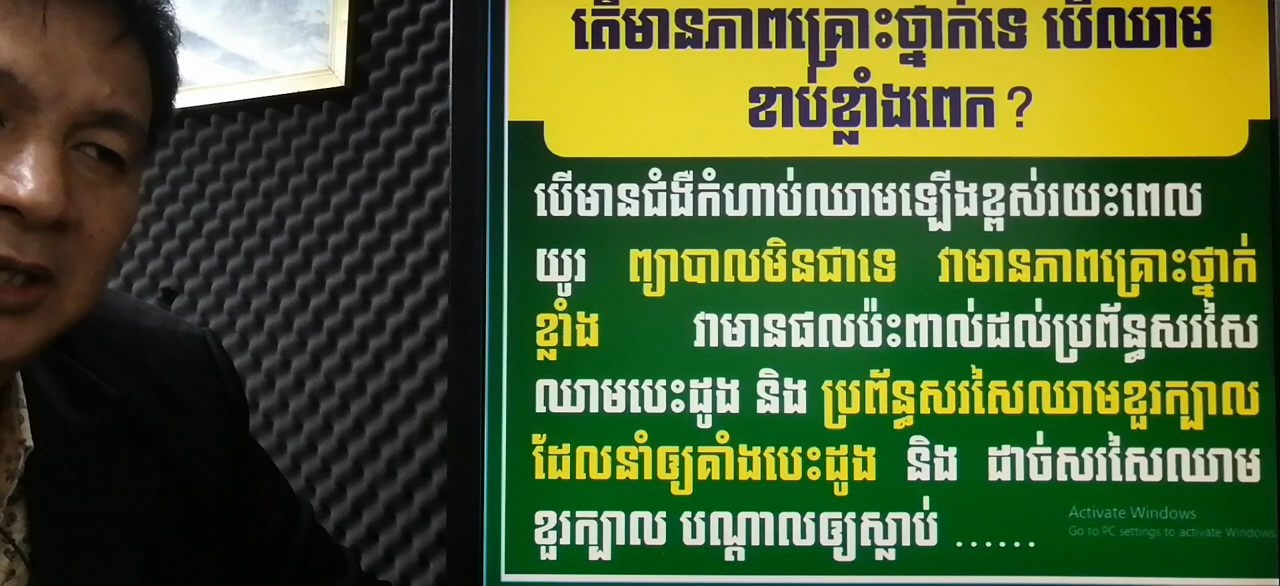 តើមានភាពគ្រោះថ្នាក់ទេ បើឈាម
ខាប់ខ្លាំងពេក ?
បើមានជំងឺកំហាប់ឈាមឡើងខ្ពស់រយះពេល
យូរ ព្យាបាលមិនជាទេ វាមានភាពគ្រោះថ្នាក់
ខ្លាំង វាមានផលប៉ះពាល់ដល់ប្រព័ន្ធសរសៃ
ឈាមបេះដូង និង ប្រព័ន្ធសរសៃឈាមខួរក្បាល
ដែលនាំឲ្យគាំងបេះដូង និង ដាច់សរសៃឈាម
ខួរក្បាល បណ្តាលឲ្យស្លាប់ ......
Activate Windows
Go to PC settings to activate Windows.